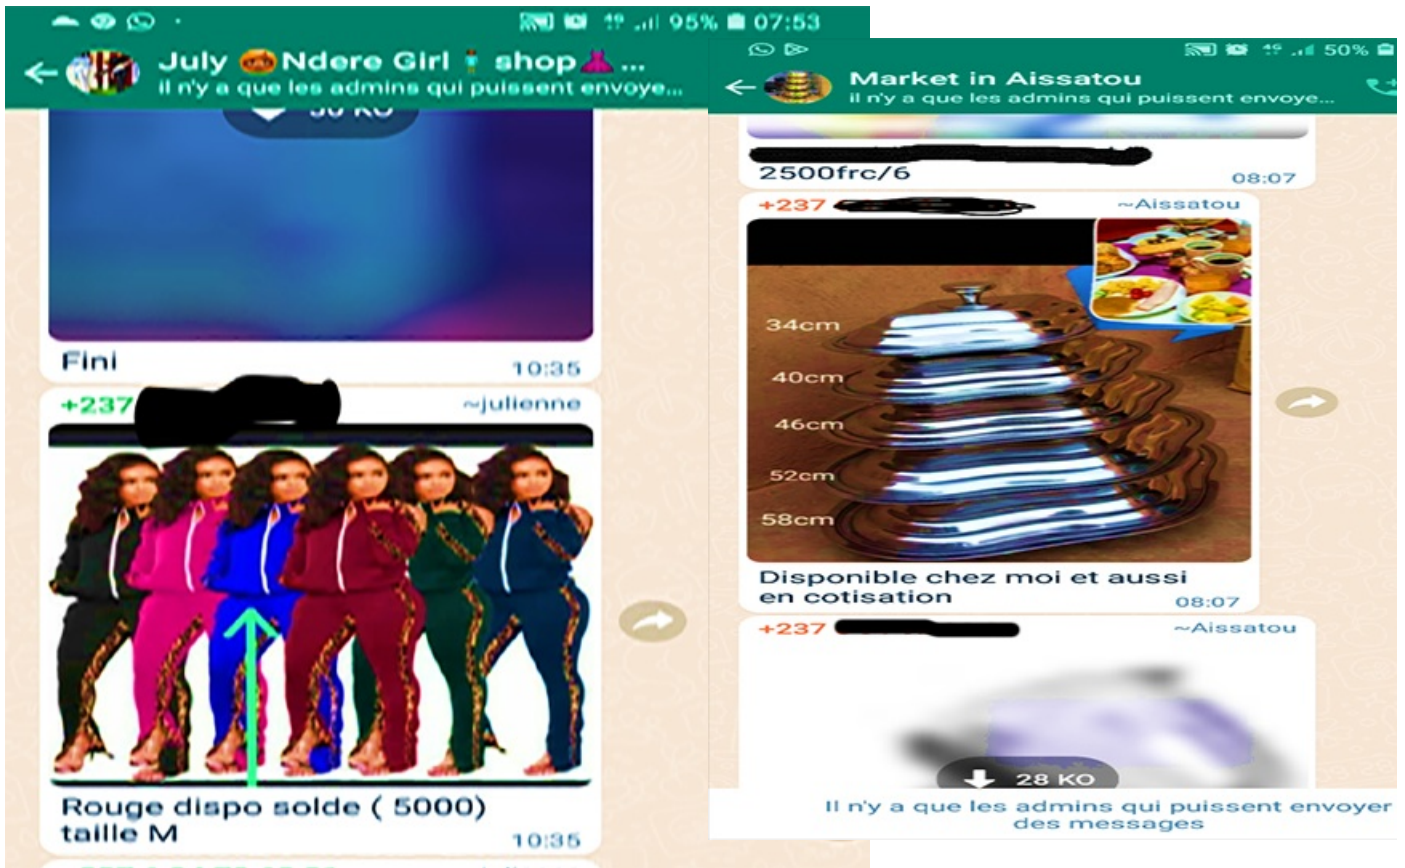 95% 07:53
July Ndere Girl shop ...
il n'y a que les admins qui puissent envoye...
50 KO
Fini
10:35
+237
~julienne
Rouge dispo solde ( 5000)
taille M
10:35
4G 50%
Market in Aissatou
il n'y a que les admins qui puissent envoye...
2500frc/6
08:07
+237
~Aissatou
34cm
40cm
46cm
52cm
58cm
Disponible chez moi et aussi
en cotisation
08:07
+237
~Aissatou
28 KO
Il n'y a que les admins qui puissent envoyer
des messages